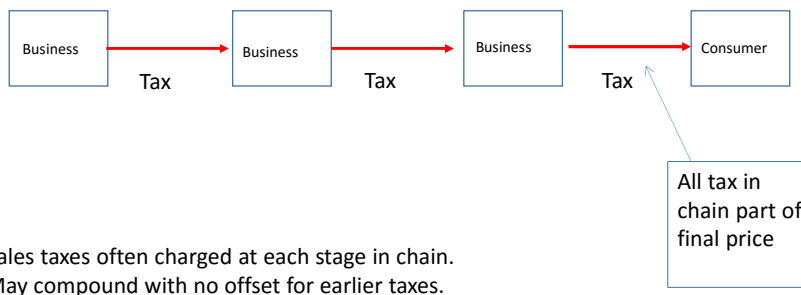 Business
Business
Business
Consumer
Tax
Tax
Tax
All tax in
chain part of
final price
ales taxes often charged at each stage in chain.
May compound with no offset for earlier taxes.